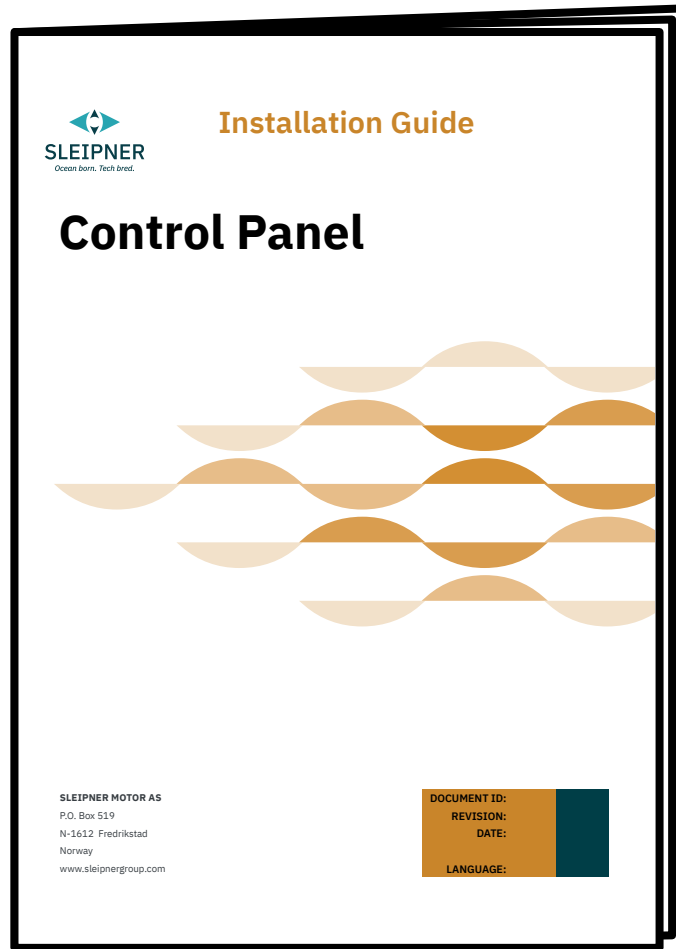 Installation Guide
SLEIPNER
Ocean born. Tech bred.
Control Panel
SLEIPNER MOTOR AS
P.O. Box 519
N-1612 Fredrikstad
Norway
www.sleipnergroup.com
DOCUMENT ID:
REVISION:
DATE:
LANGUAGE: